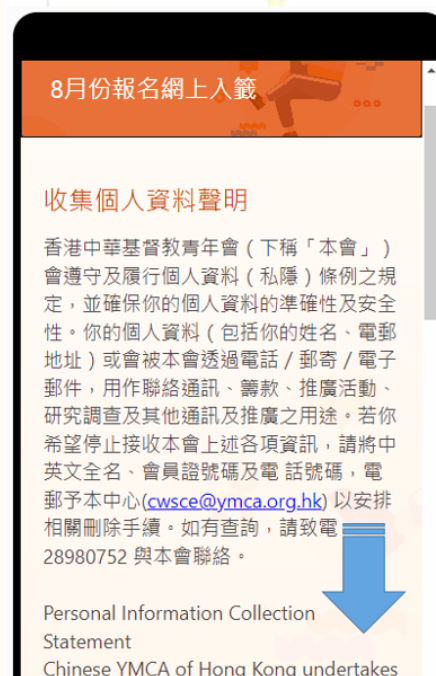 8月份報名網上入籤
收集個人資料聲明
香港中華基督教青年會（下稱「本會」）
會遵守及履行個人資料（私隱）條例之規
定，並確保你的個人資料的準確性及安全
性。你的個人資料（包括你的姓名、電郵
地址）或會被本會透過電話／郵寄／電子
郵件，用作聯絡通訊、籌款、推廣活動、
研究調查及其他通訊及推廣之用途。若你
希望停止接收本會上述各項資訊，請將中
英文全名、會員證號碼及電 話號碼，電
郵予本中心(cwsce@ymca.org.hk) 以安排
相關刪除手續。如有查詢，請致電
28980752 與本會聯絡。
Personal Information Collection
Statement
Chinese YMCA of Hong Kong undertakes